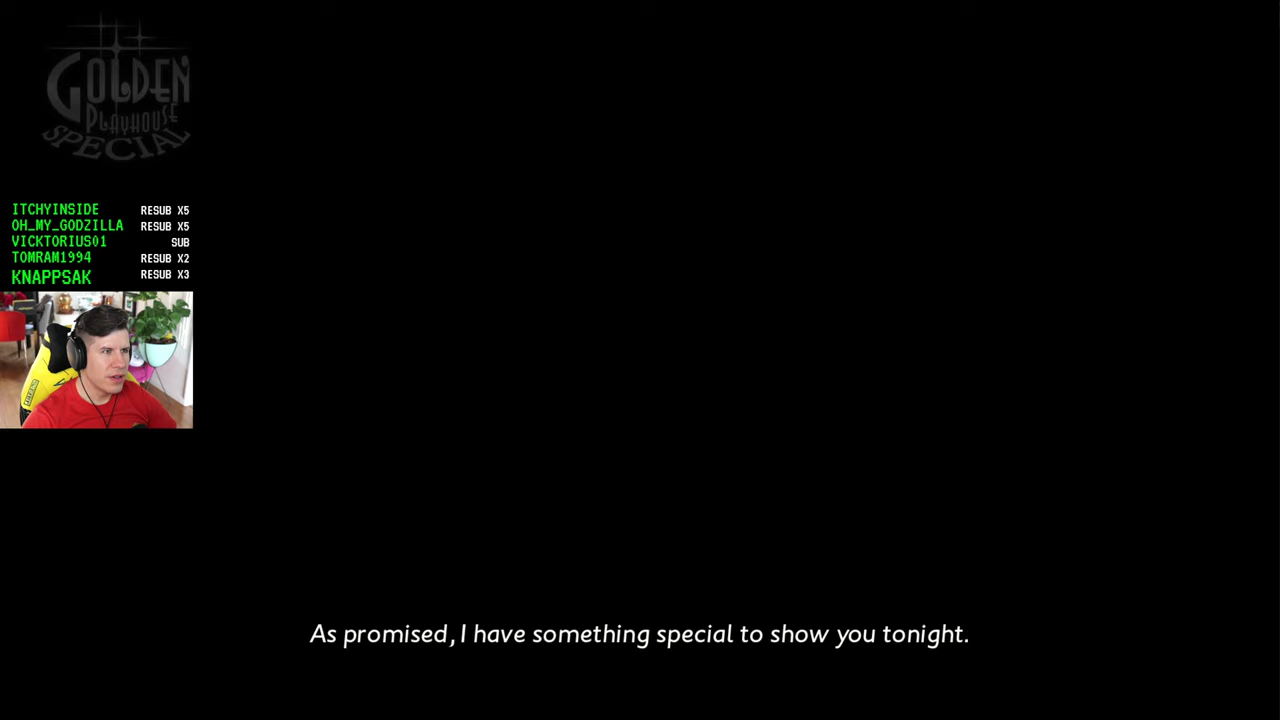 GOLDEN
PLAYHOUSE
SPECIAL
ITCHYINSIDE RESUB X5
OH_MY_GODZILLA RESUB X5
VICKTORIUS01 SUB
TOMRAM1994 RESUB X2
KNAPPSAK RESUB X3
As promised, I have something special to show you tonight.